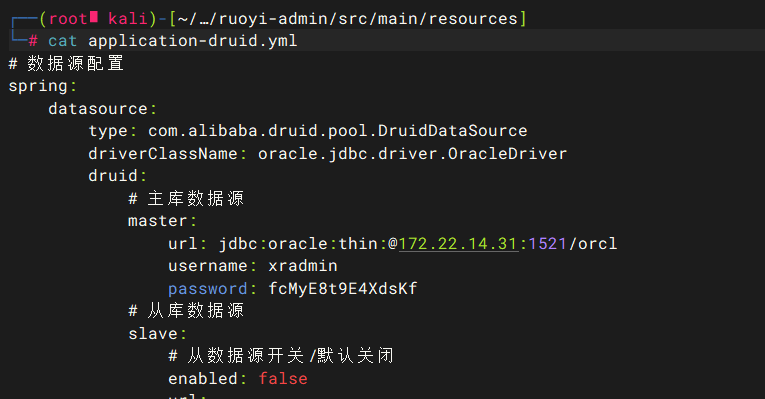 ┌──(root㉿kali)-[~/…/ruoyi-admin/src/main/resources]
└─# cat application-druid.yml
# 数据源配置
spring:
    datasource:
        type: com.alibaba.druid.pool.DruidDataSource
        driverClassName: oracle.jdbc.driver.OracleDriver
        druid:
            # 主库数据源
            master:
                url: jdbc:oracle:thin:@172.22.14.31:1521/orcl
                username: xradmin
                password: fcMyE8t9E4XdsKf
            # 从库数据源
            slave:
                # 从数据源开关/默认关闭
                enabled: false
                url: